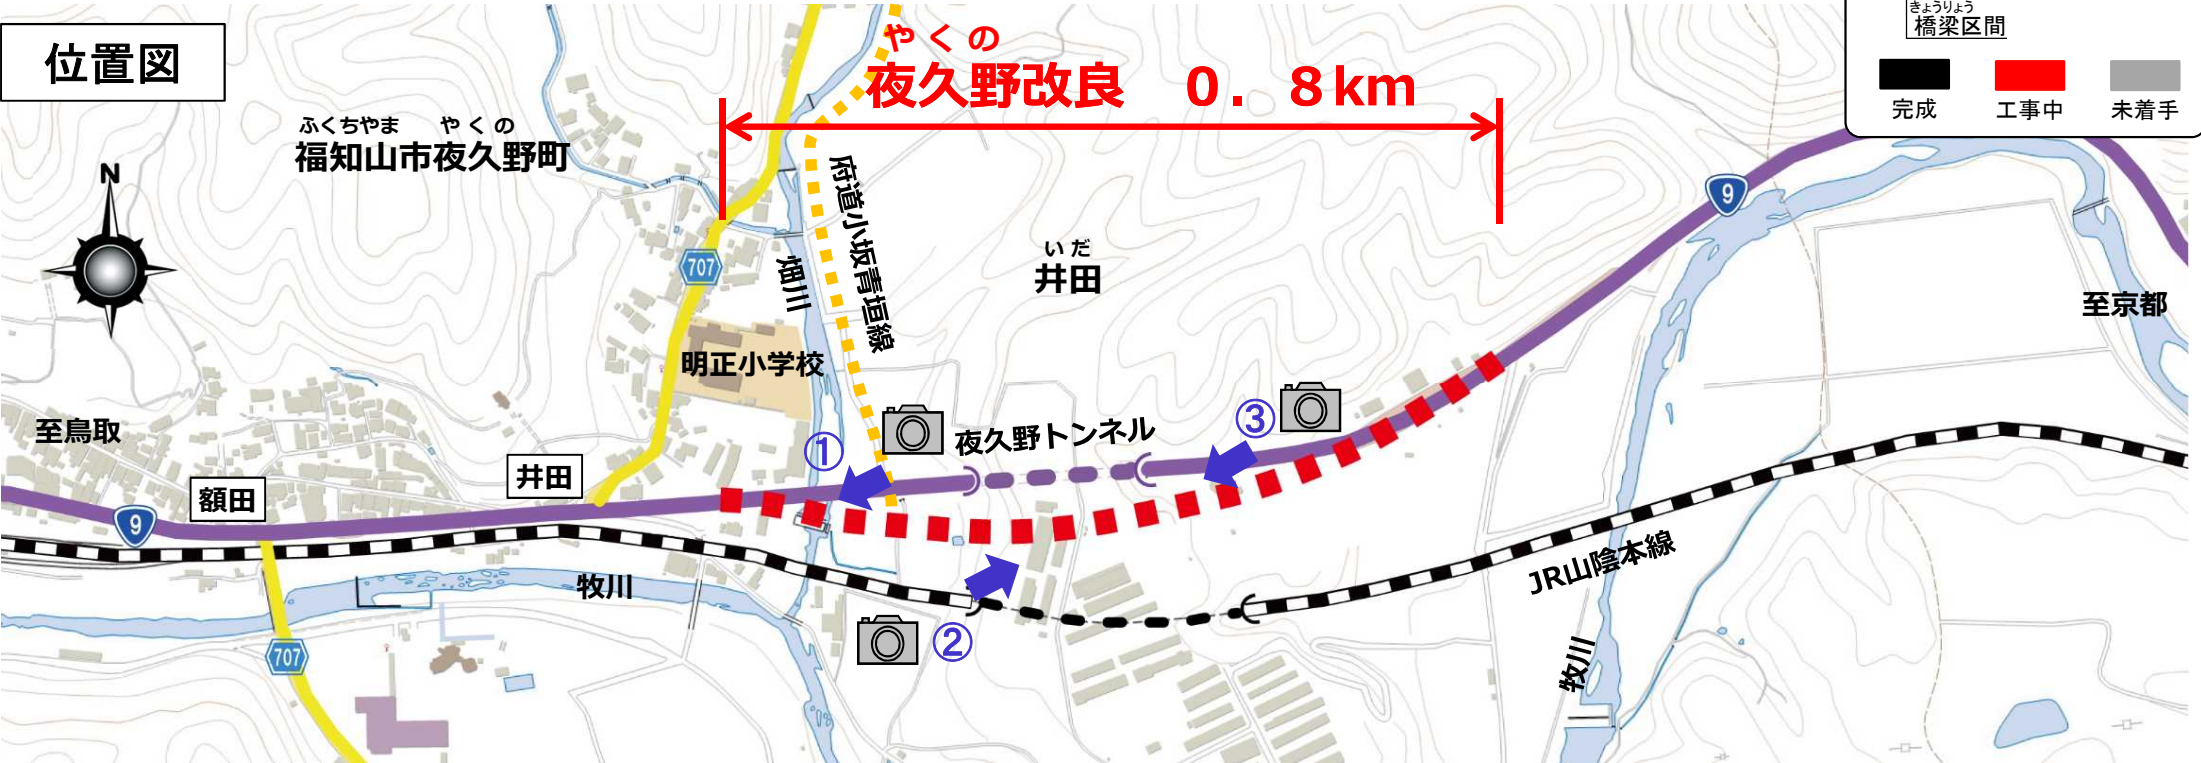 位置図
きょうりょう
橋梁区間
完成 工事中 未着手
やくの
夜久野改良 0.8km
ふくちやま やくの
福知山市夜久野町
N
府道小坂青垣線
9
707
畑川
いだ
井田
至京都
明正小学校
至鳥取
①
夜久野トンネル
③
井田
額田
9
JR山陰本線
牧川
②
707
牧川